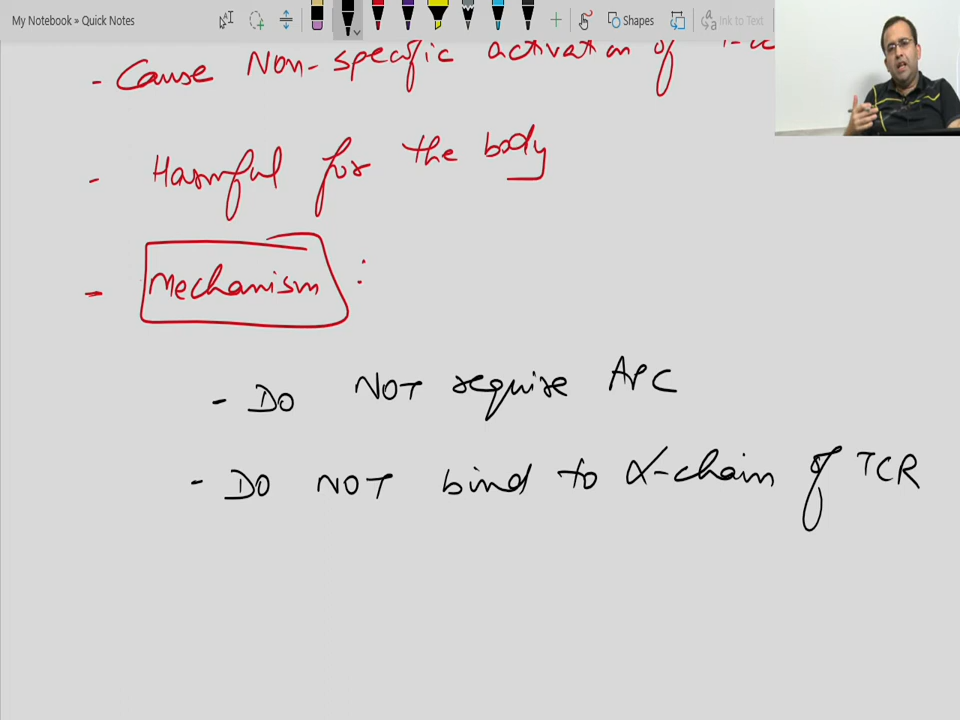 My Notebook » Quick Notes
Shapes
Ink to Text
- Cause Non-specific activation of
- Harmful for the body
- Mechanism :
- DO NOT require APC
- DO NOT bind to α-chain of TCR